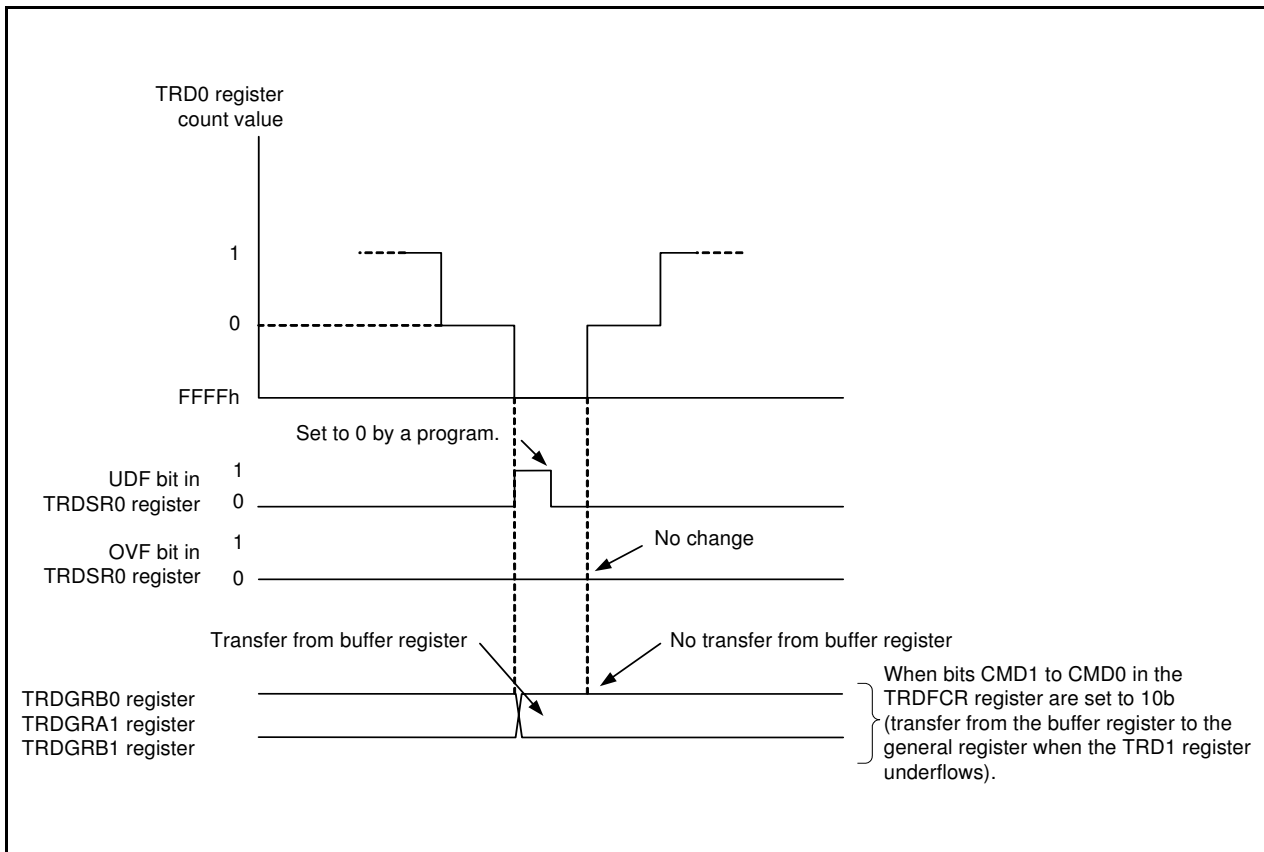 TRD0 register
count value
1
0
FFFFh
Set to 0 by a program.
UDF bit in
TRDSR0 register
1
0
No change
OVF bit in
TRDSR0 register
1
0
Transfer from buffer register
No transfer from buffer register
TRDGRB0 register
TRDGRA1 register
TRDGRB1 register
When bits CMD1 to CMD0 in the
TRDFCR register are set to 10b
(transfer from the buffer register to the
general register when the TRD1 register
underflows).